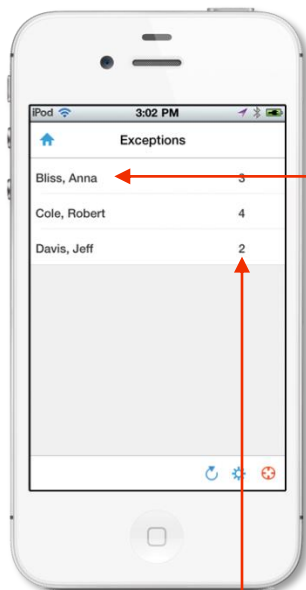 iPod 3:02 PM
Exceptions
Bliss, Anna 3
Cole, Robert 4
Davis, Jeff 2